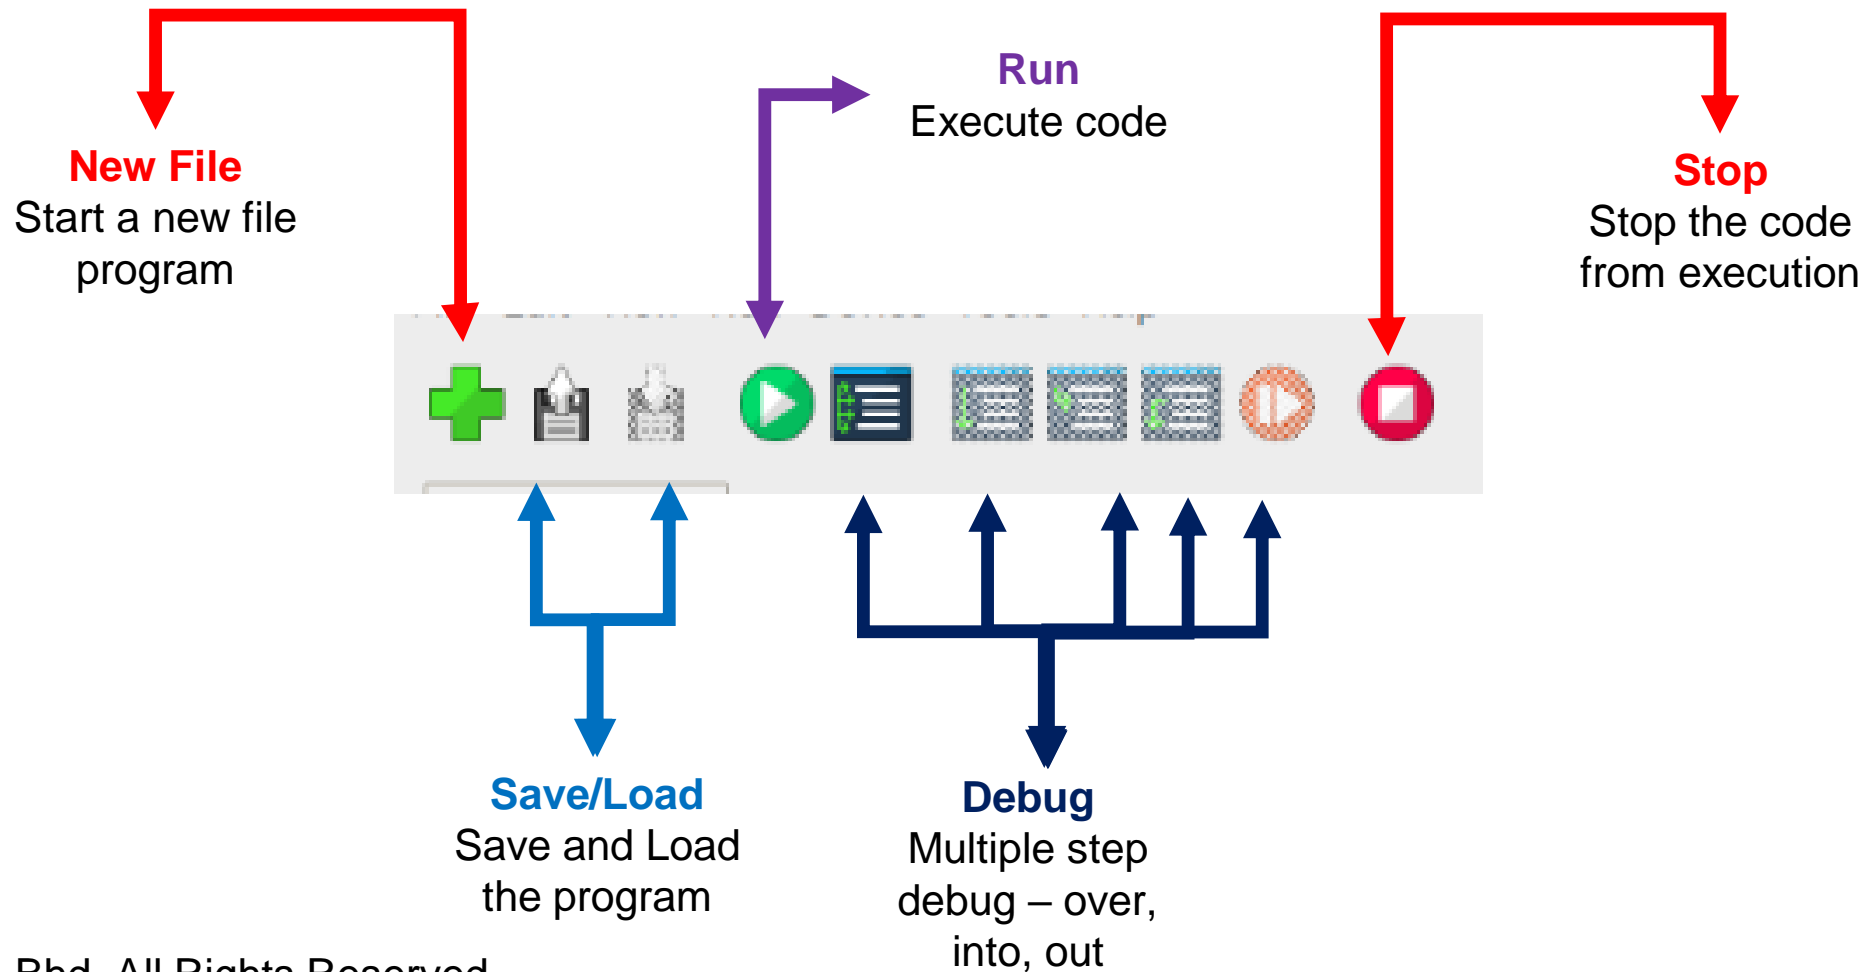 Run
Execute code
New File
Start a new file
program
Stop
Stop the code
from execution
Save/Load
Save and Load
the program
Debug
Multiple step
debug – over,
into, out
Bhd. All Rights Reserved